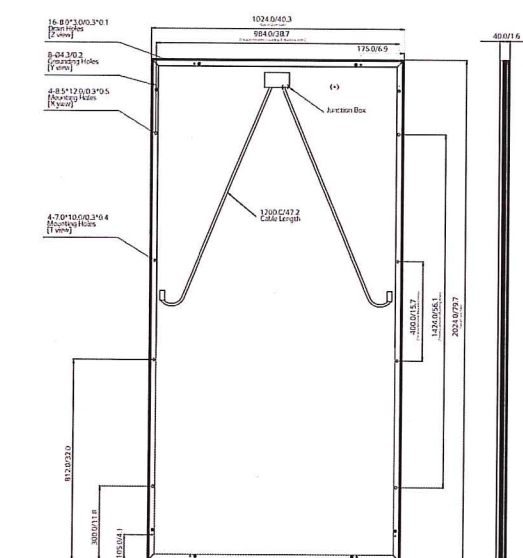 16-8.0*3.0/0.3*0.1
Drain Holes
[Z view]
8-Ø4.3/0.2
Grounding Holes
[Y view]
4-8.5*12.0/0.3*0.5
Mounting Holes
[X view]
4-7.0*10.0/0.3*0.4
Mounting Holes
[T view]
1024.0/40.3
984.0/38.7
175.0/6.9
(+)
Junction Box
1200.0/47.2
Cable Length
400.0/15.7
1424.0/56.1
2024.0/79.7
812.0/32.0
300.0/11.8
105.0/4.1
40.0/1.6